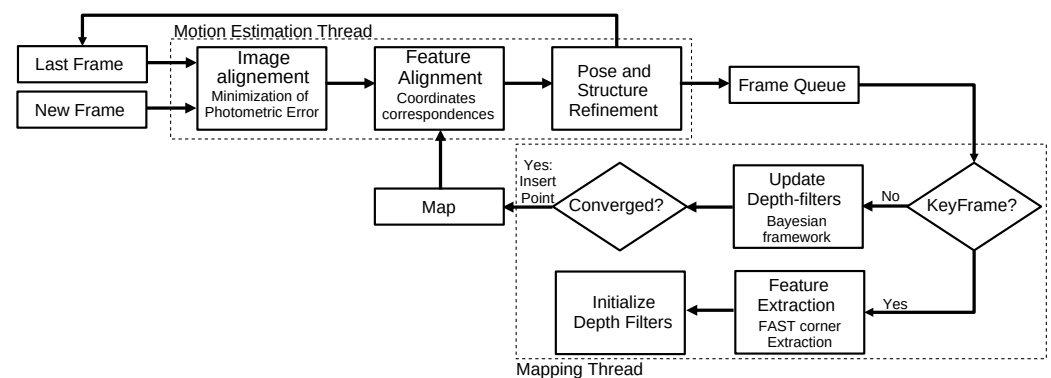 Motion Estimation Thread
Last Frame
New Frame
Image
alignement
Minimization of
Photometric Error
Feature
Alignment
Coordinates
correspondences
Pose and
Structure
Refinement
Frame Queue
Map
Yes:
Insert
Point
Converged?
Update
Depth-filters
Bayesian
framework
No
KeyFrame?
Initialize
Depth Filters
Feature
Extraction
FAST corner
Extraction
Yes
Mapping Thread